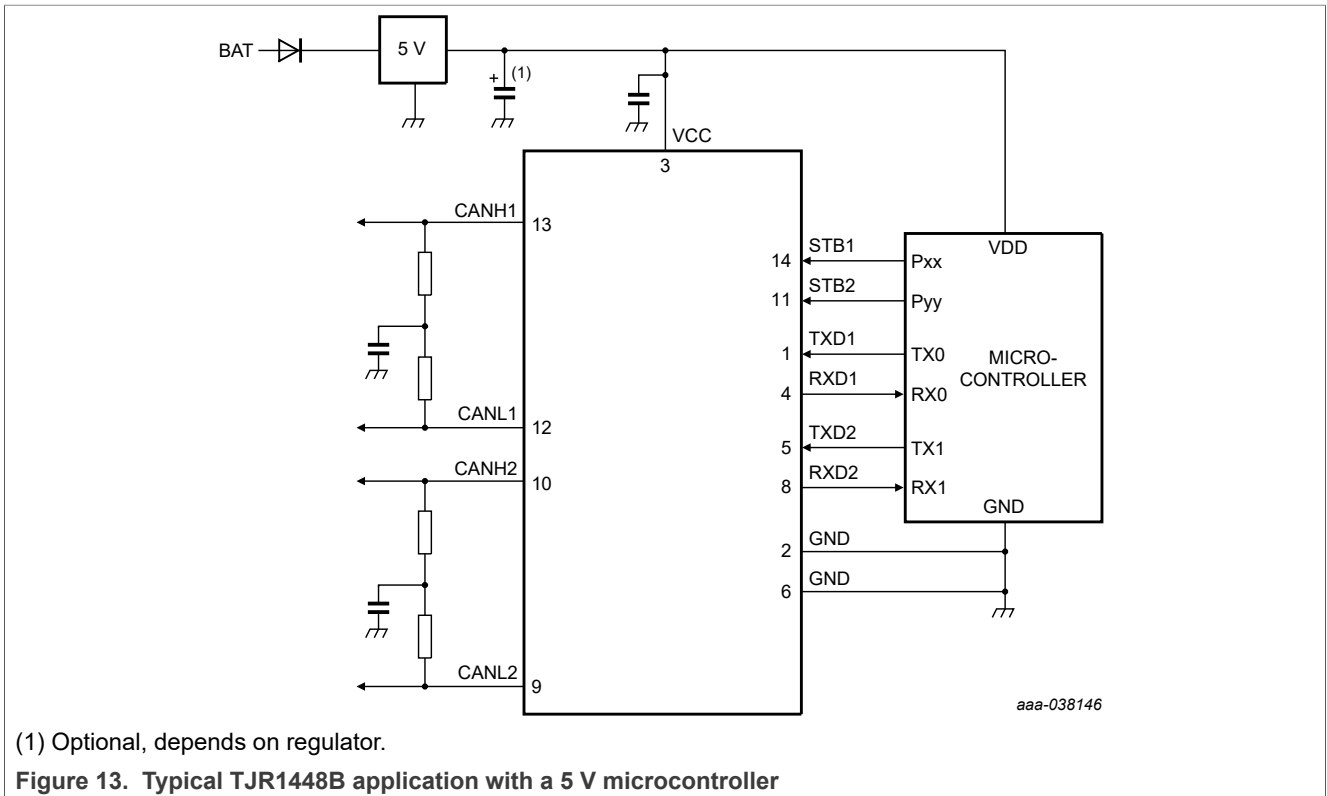 BAT
5 V
+
(1)
VCC
3
CANH1
13
CANL1
12
CANH2
10
CANL2
9
14
STB1
11
STB2
1
TXD1
4
RXD1
5
TXD2
8
RXD2
2
GND
6
GND
VDD
Pxx
Pyy
TX0
RX0
TX1
RX1
MICRO-
CONTROLLER
GND
aaa-038146
(1) Optional, depends on regulator.
Figure 13. Typical TJR1448B application with a 5 V microcontroller